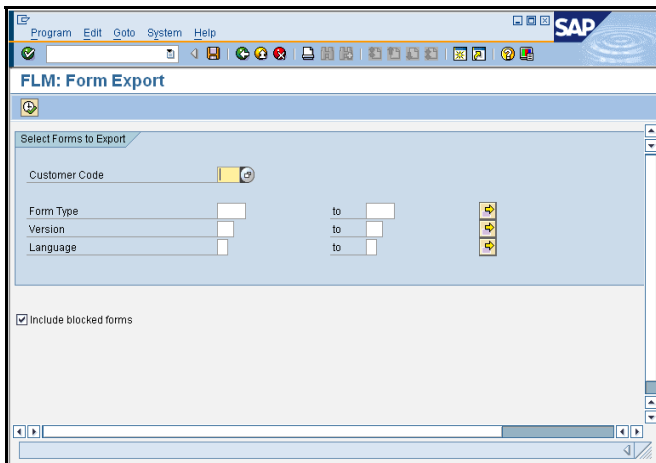 Program Edit Goto System Help
SAP
FLM: Form Export
Select Forms to Export
Customer Code
Form Type to
Version to
Language to
Include blocked forms